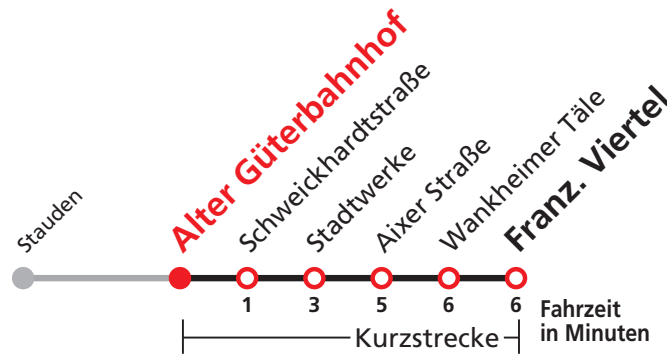 Stauden
Alter Güterbahnhof
Schweickhardtstraße
Stadtwerke
Aixer Straße
Wankheimer Täle
Franz. Viertel
1 3 5 6 6 Fahrzeit
in Minuten
Kurzstrecke